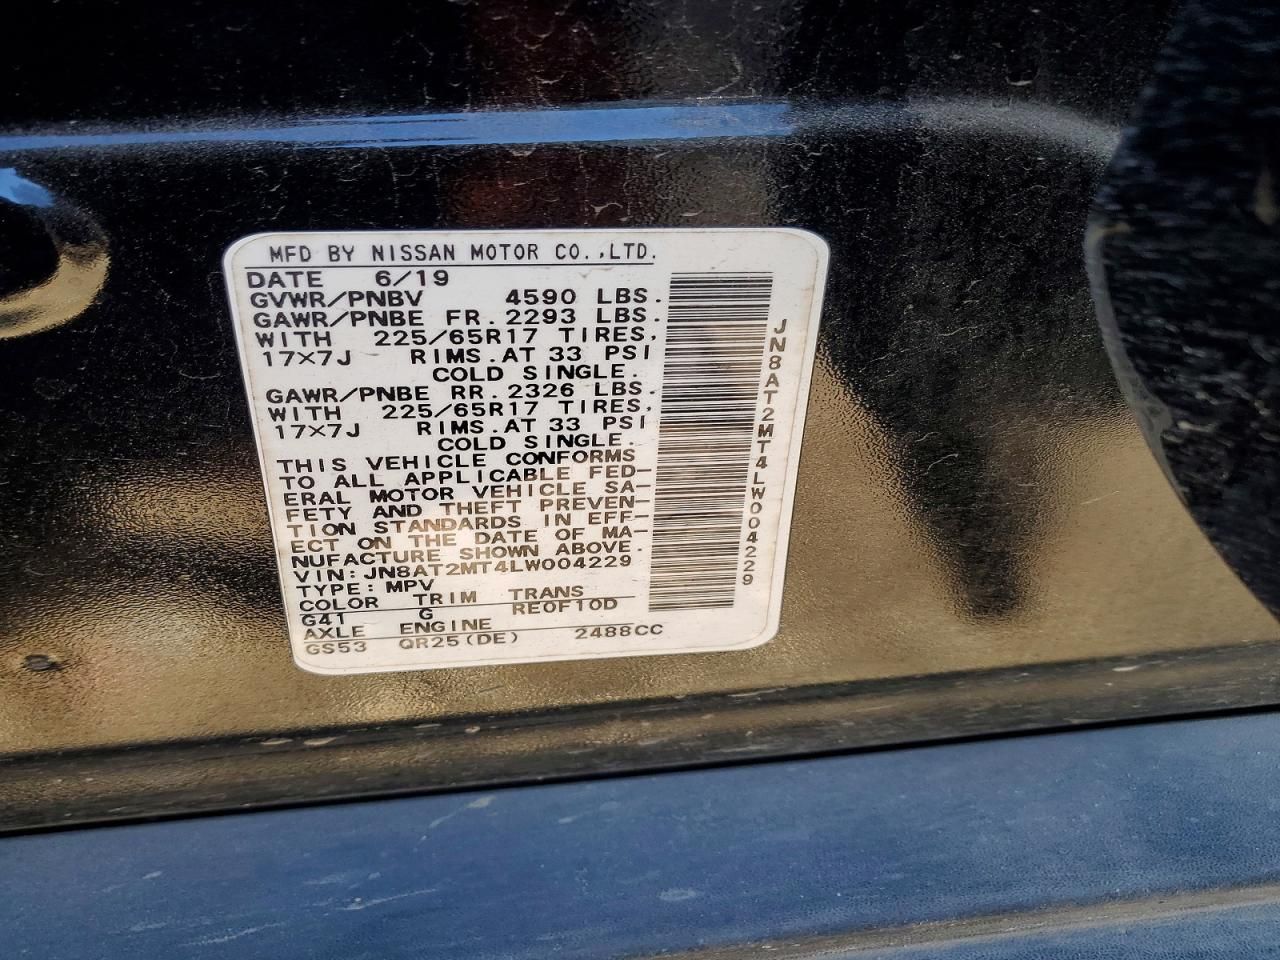 MFD BY NISSAN MOTOR CO.,LTD.
DATE 6/19
GVWR/PNBV 4590 LBS.
GAWR/PNBE FR. 2293 LBS.
WITH 225/65R17 TIRES,
17×7J RIMS.AT 33 PSI
COLD SINGLE.
GAWR/PNBE RR. 2326 LBS.
WITH 225/65R17 TIRES,
17×7J RIMS.AT 33 PSI
COLD SINGLE.
THIS VEHICLE CONFORMS
TO ALL APPLICABLE FED-
ERAL MOTOR VEHICLE SA-
FETY AND THEFT PREVEN-
TION STANDARDS IN EFF-
ECT ON THE DATE OF MA-
NUFACTURE SHOWN ABOVE.
VIN:JN8AT2MT4LW004229
TYPE:MPV
COLOR TRIM TRANS
G41 G RE0F10D
AXLE ENGINE
GS53 QR25(DE) 2488CC
JN8AT2MT4LW004229